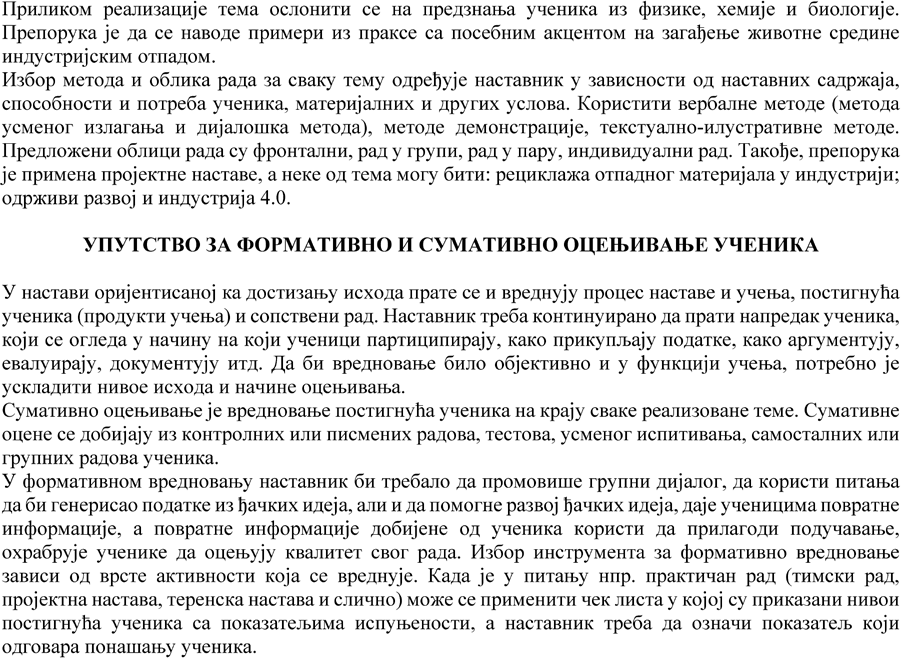 Приликом реализације тема ослонити се на предзнања ученика из физике, хемије и биологије.
Препорука је да се наводе примери из праксе са посебним акцентом на загађење животне средине
индустријским отпадом.
Избор метода и облика рада за сваку тему одређује наставник у зависности од наставних садржаја,
способности и потреба ученика, материјалних и других услова. Користити вербалне методе (метода
усменог излагања и дијалошка метода), методе демонстрације, текстуално-илустративне методе.
Предложени облици рада су фронтални, рад у групи, рад у пару, индивидуални рад. Такође, препорука
је примена пројектне наставе, а неке од тема могу бити: рециклажа отпадног материјала у индустрији;
одрживи развој и индустрија 4.0.
УПУТСТВО ЗА ФОРМАТИВНО И СУМАТИВНО ОЦЕЊИВАЊЕ УЧЕНИКА
У настави оријентисаној ка достизању исхода прате се и вреднују процес наставе и учења, постигнућа
ученика (продукти учења) и сопствени рад. Наставник треба континуирано да прати напредак ученика,
који се огледа у начину на који ученици партиципирају, како прикупљају податке, како аргументују,
евалуирају, документују итд. Да би вредновање било објективно и у функцији учења, потребно је
ускладити нивое исхода и начине оцењивања.
Сумативно оцењивање је вредновање постигнућа ученика на крају сваке реализоване теме. Сумативне
оцене се добијају из контролних или писмених радова, тестова, усменог испитивања, самосталних или
групних радова ученика.
У формативном вредновању наставник би требало да промовише групни дијалог, да користи питања
да би генерисао податке из ђачких идеја, али и да помогне развој ђачких идеја, даје ученицима повратне
информације, а повратне информације добијене од ученика користи да прилагоди подучавање,
охрабрује ученике да оцењују квалитет свог рада. Избор инструмента за формативно вредновање
зависи од врсте активности која се вреднује. Када је у питању нпр. практичан рад (тимски рад,
пројектна настава, теренска настава и слично) може се применити чек листа у којој су приказани нивои
постигнућа ученика са показатељима испуњености, а наставник треба да означи показатељ који
одговара понашању ученика.